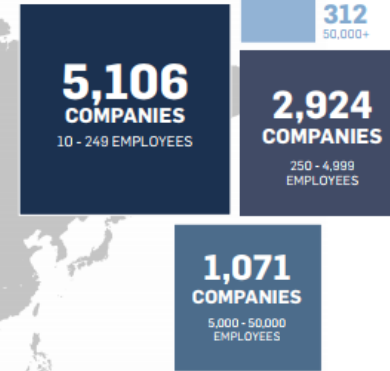 312
50,000+
5,106
COMPANIES
10 - 249 EMPLOYEES
2,924
COMPANIES
250 - 4,999
EMPLOYEES
1,071
COMPANIES
5,000 - 50,000
EMPLOYEES